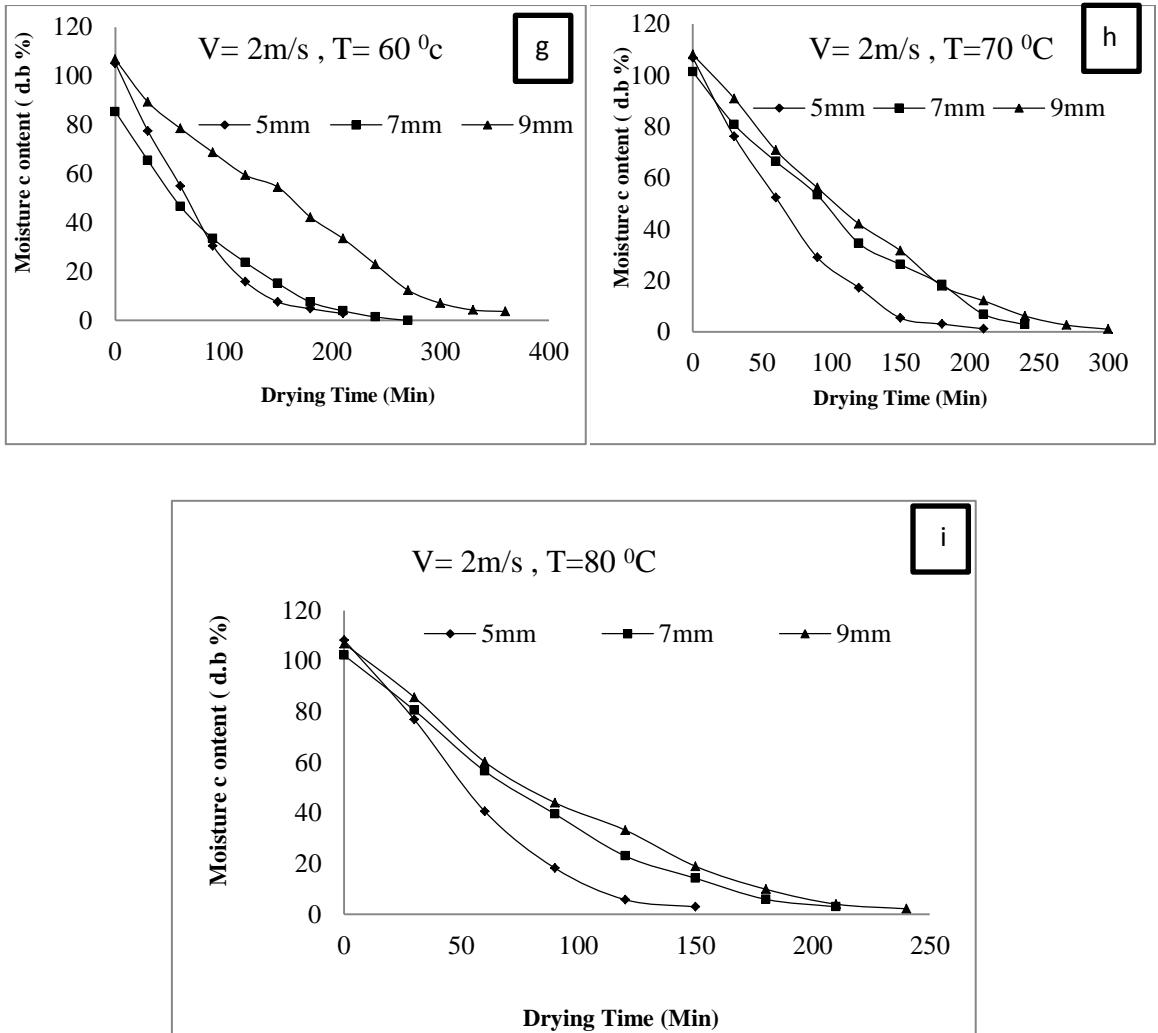 V= 2m/s , T= 60 ⁰c
g
5mm 7mm 9mm
Moisture c ontent ( d.b %)
120
100
80
60
40
20
0
0 100 200 300 400
Drying Time (Min)
V= 2m/s , T=70 ⁰C
h
5mm 7mm 9mm
Moisture c ontent ( d.b %)
120
100
80
60
40
20
0
0 50 100 150 200 250 300
Drying Time (Min)
i
V= 2m/s , T=80 ⁰C
5mm 7mm 9mm
Moisture c ontent ( d.b %)
120
100
80
60
40
20
0
0 50 100 150 200 250
Drying Time (Min)